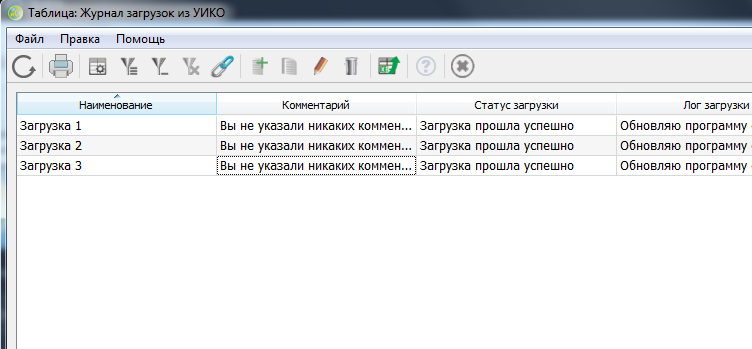 Таблица: Журнал загрузок из УИКО
Файл Правка Помощь
Наименование Комментарий Статус загрузки Лог загрузки
Загрузка 1 Вы не указали никаких коммен... Загрузка прошла успешно Обновляю программу
Загрузка 2 Вы не указали никаких коммен... Загрузка прошла успешно Обновляю программу
Загрузка 3 Вы не указали никаких коммен... Загрузка прошла успешно Обновляю программу